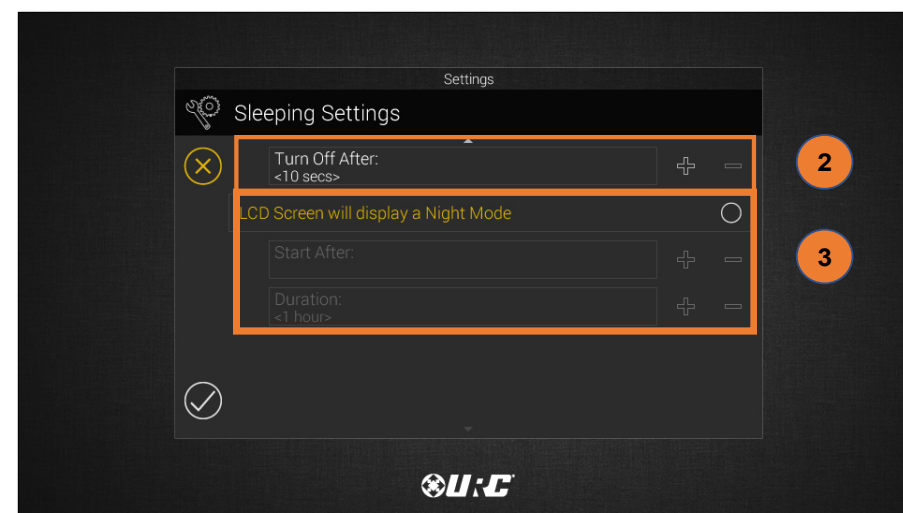 Settings
Sleeping Settings
Turn Off After:
<10 secs>
2
LCD Screen will display a Night Mode
Start After:
3
Duration:
<1 hour>
URC